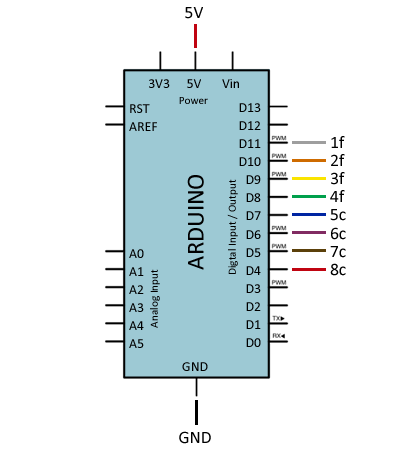 5V
3V3 5V Vin
Power
RST D13
AREF D12
PWM D11 1f
PWM D10 2f
PWM D9 3f
D8 4f
D7 5c
PWM D6 6c
PWM D5 7c
D4 8c
PWM D3
D2
TX▶ D1
RX◀ D0
A0
A1
A2
A3
A4
A5
Analog Input
ARDUINO
Digtal Input / Output
GND
GND